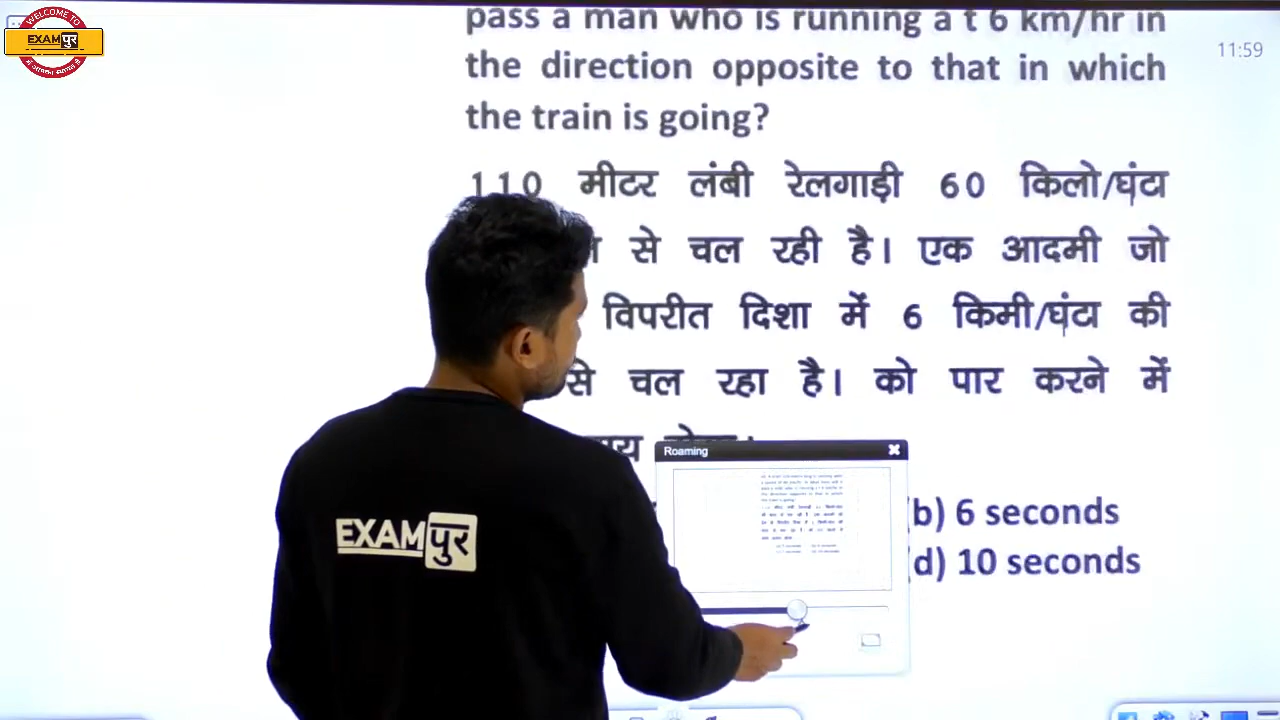 WELCOME TO
EXAMपुर
pass a man who is running a t 6 km/hr in
11:59
the direction opposite to that in which
the train is going?
110 मीटर लंबी रेलगाड़ी 60 किलो/घंटा
से चल रही है। एक आदमी जो
विपरीत दिशा में 6 किमी/घंटा की
से चल रहा है। को पार करने में
Roaming
(b) 6 seconds
(d) 10 seconds
EXAMपुर